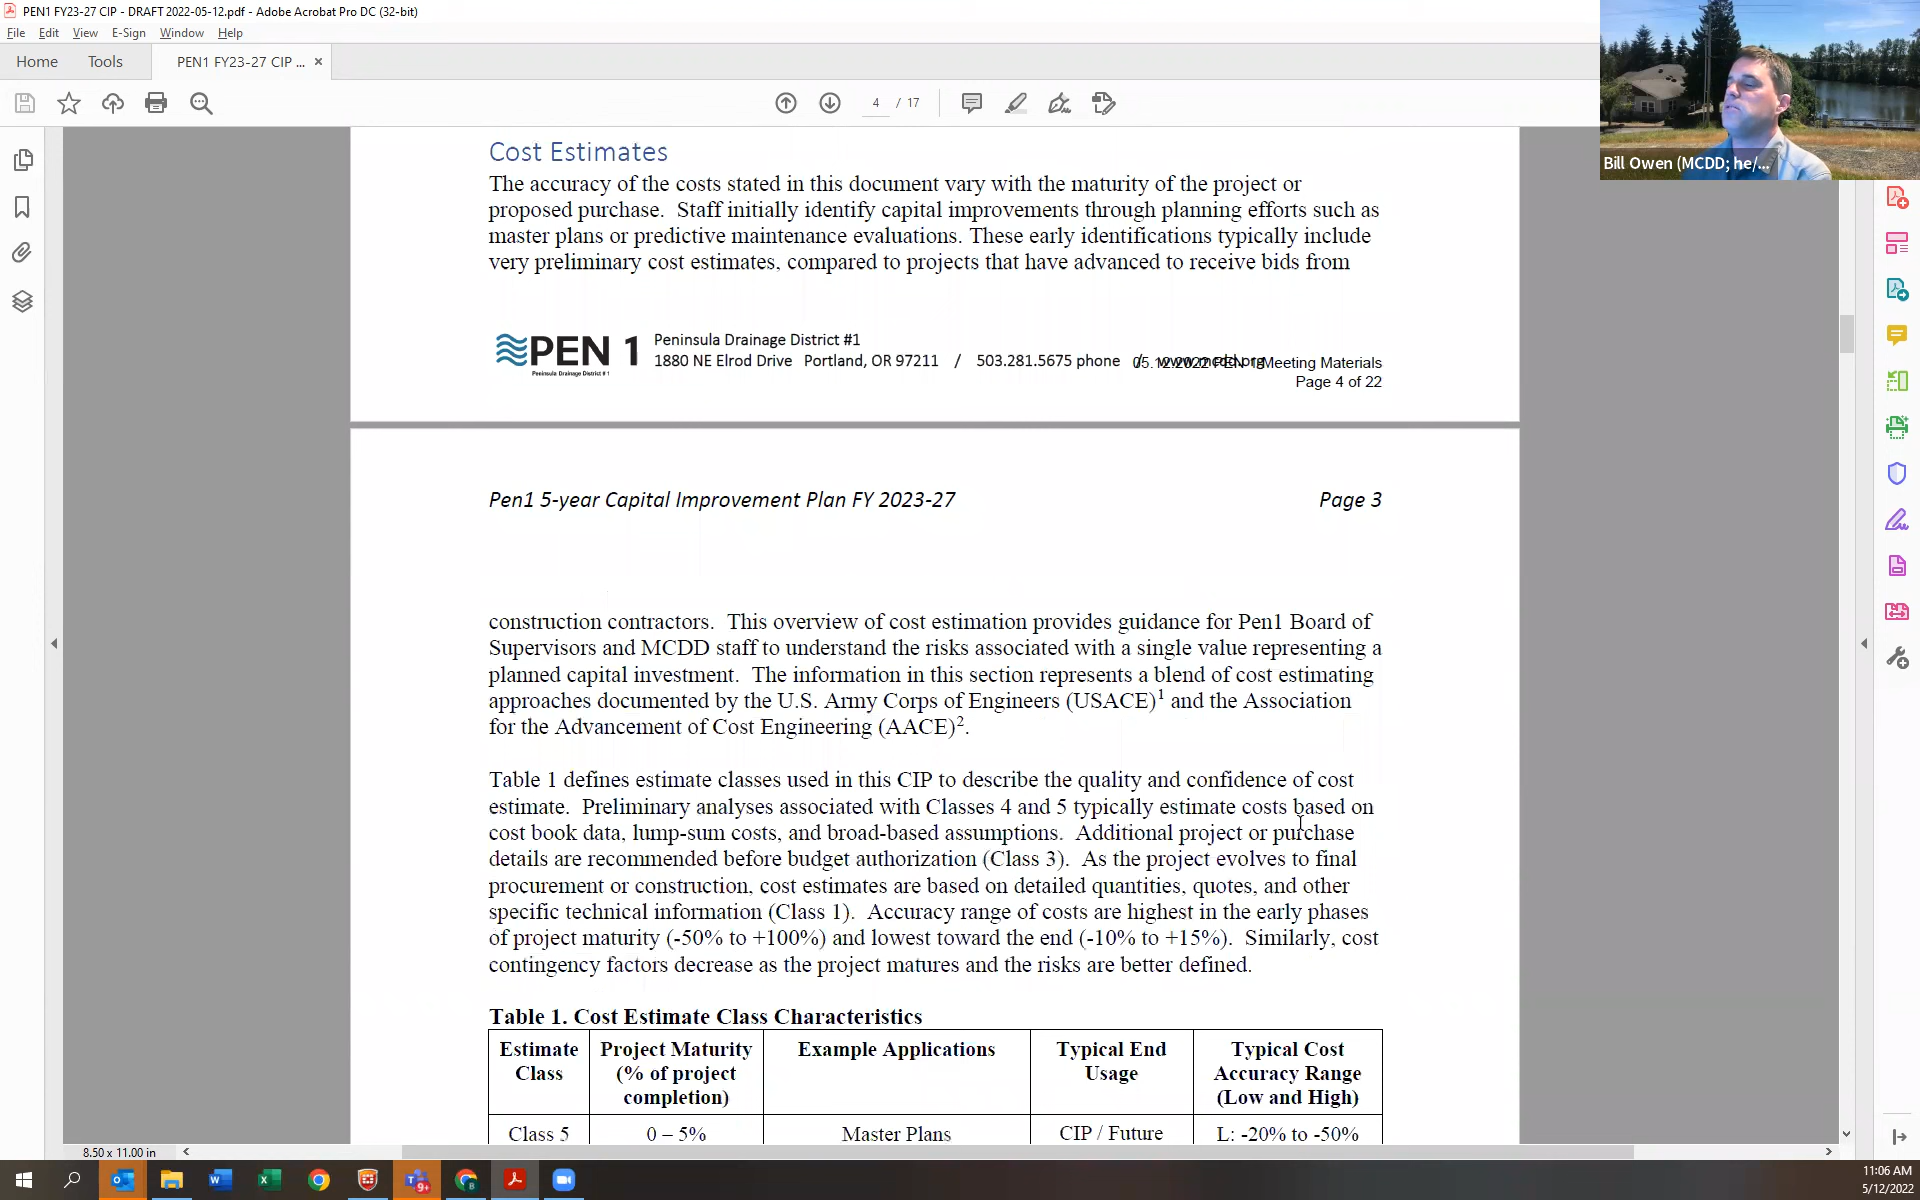 PEN1 FY23-27 CIP - DRAFT 2022-05-12.pdf - Adobe Acrobat Pro DC (32-bit)
File Edit View E-Sign Window Help
Home Tools PEN1 FY23-27 CIP ... ×
4 / 17
Bill Owen (MCDD; he/...
Cost Estimates
The accuracy of the costs stated in this document vary with the maturity of the project or
proposed purchase. Staff initially identify capital improvements through planning efforts such as
master plans or predictive maintenance evaluations. These early identifications typically include
very preliminary cost estimates, compared to projects that have advanced to receive bids from
PEN 1
Peninsula Drainage District #1
Peninsula Drainage District #1
1880 NE Elrod Drive Portland, OR 97211 / 503.281.5675 phone / www.mcdd.org
05.12.2022 PEN 1 Meeting Materials
Page 4 of 22
Pen1 5-year Capital Improvement Plan FY 2023-27 Page 3
construction contractors. This overview of cost estimation provides guidance for Pen1 Board of
Supervisors and MCDD staff to understand the risks associated with a single value representing a
planned capital investment. The information in this section represents a blend of cost estimating
approaches documented by the U.S. Army Corps of Engineers (USACE)1 and the Association
for the Advancement of Cost Engineering (AACE)2.
Table 1 defines estimate classes used in this CIP to describe the quality and confidence of cost
estimate. Preliminary analyses associated with Classes 4 and 5 typically estimate costs based on
cost book data, lump-sum costs, and broad-based assumptions. Additional project or purchase
details are recommended before budget authorization (Class 3). As the project evolves to final
procurement or construction, cost estimates are based on detailed quantities, quotes, and other
specific technical information (Class 1). Accuracy range of costs are highest in the early phases
of project maturity (-50% to +100%) and lowest toward the end (-10% to +15%). Similarly, cost
contingency factors decrease as the project matures and the risks are better defined.
Table 1. Cost Estimate Class Characteristics
Estimate Class
Project Maturity (% of project completion)
Example Applications
Typical End Usage
Typical Cost Accuracy Range (Low and High)
Class 5 0 – 5% Master Plans CIP / Future L: -20% to -50%
8.50 x 11.00 in
9+
11:06 AM
5/12/2022